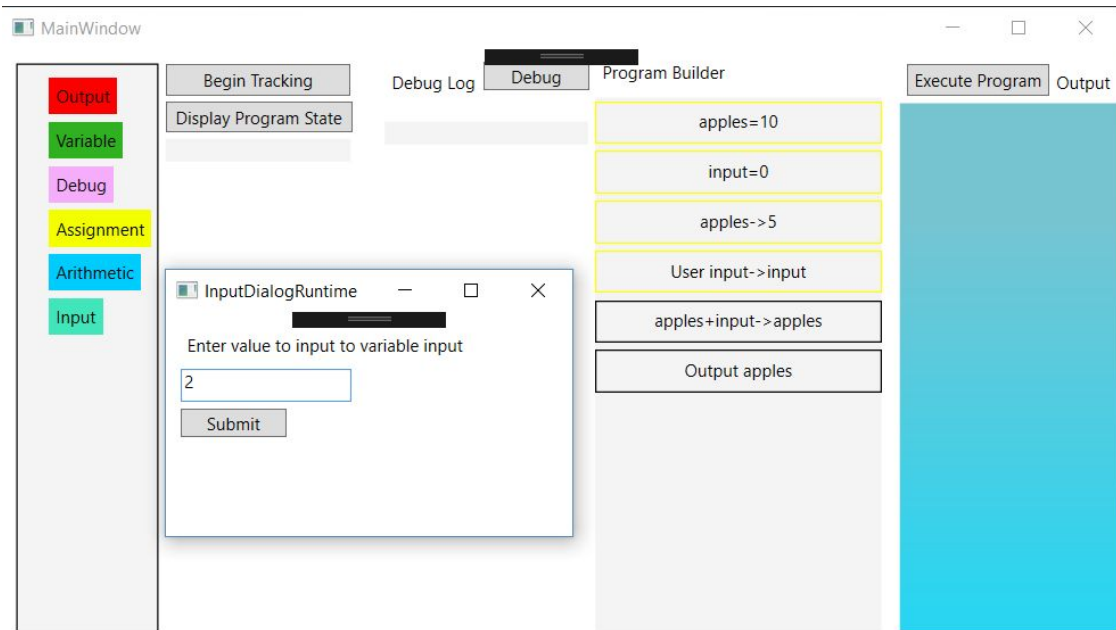 MainWindow
Output
Variable
Debug
Assignment
Arithmetic
Input
Begin Tracking
Display Program State
Debug Log
Debug
Program Builder
apples=10
input=0
apples->5
User input->input
apples+input->apples
Output apples
Execute Program
Output
InputDialogRuntime
Enter value to input to variable input
2
Submit